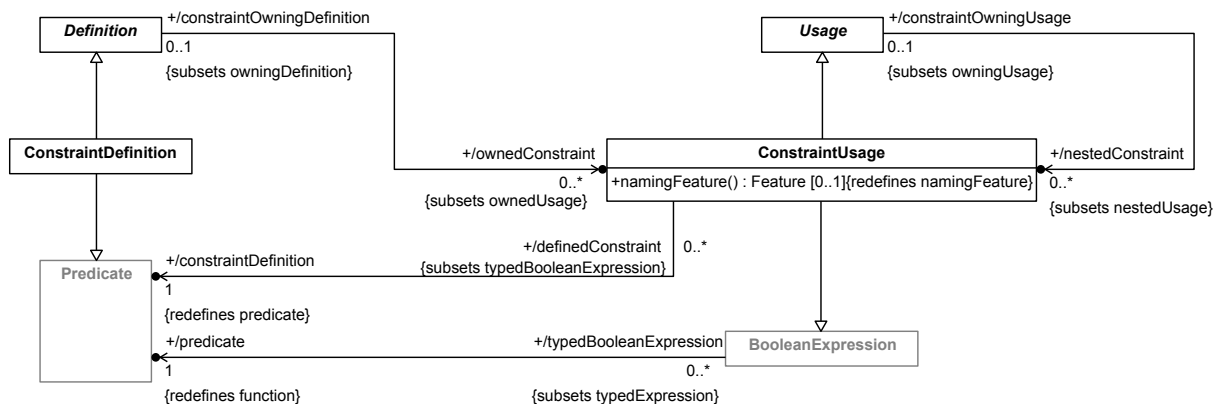 +/constraintOwningDefinition
Definition
0..1
{subsets owningDefinition}
+/constraintOwningUsage
Usage
0..1
{subsets owningUsage}
ConstraintDefinition
+/ownedConstraint
0..*
{subsets ownedUsage}
ConstraintUsage
+namingFeature() : Feature [0..1]{redefines namingFeature}
+/nestedConstraint
0..*
{subsets nestedUsage}
+/definedConstraint
0..*
{subsets typedBooleanExpression}
Predicate
+/constraintDefinition
1
{redefines predicate}
+/predicate
1
{redefines function}
+/typedBooleanExpression
0..*
{subsets typedExpression}
BooleanExpression